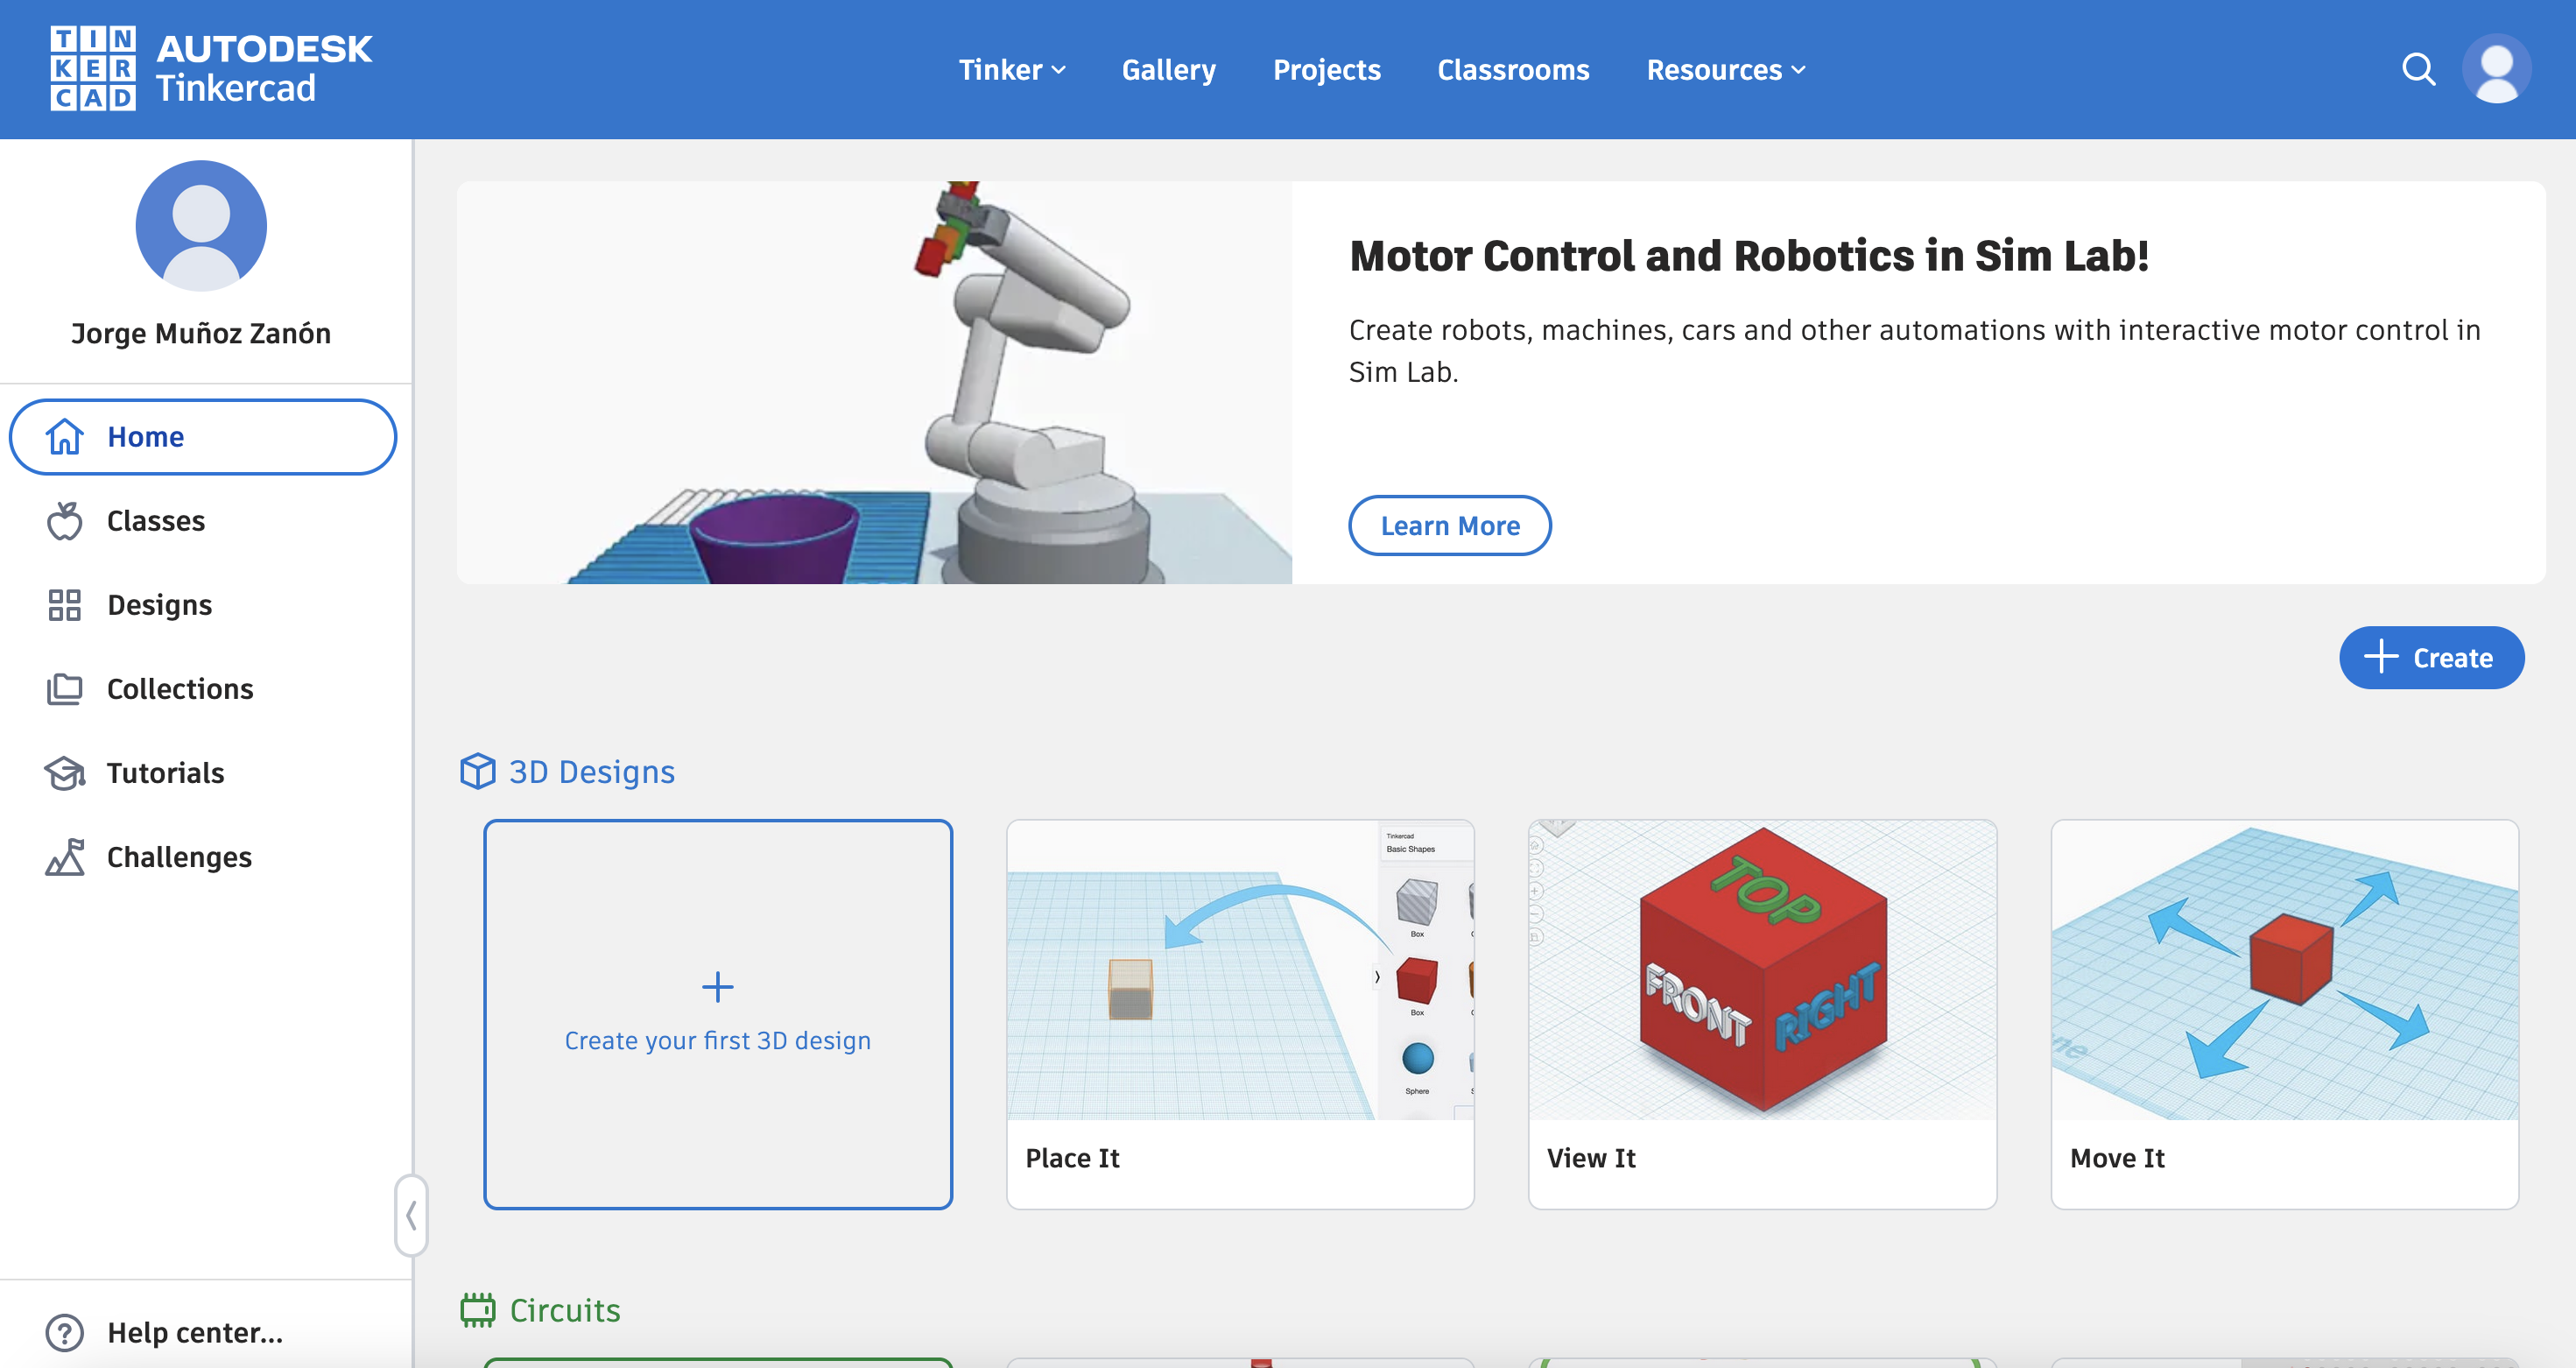 TIN
KER
CAD
AUTODESK
Tinkercad
Tinker
Gallery
Projects
Classrooms
Resources
Jorge Muñoz Zanón
Home
Classes
Designs
Collections
Tutorials
Challenges
Help center...
Motor Control and Robotics in Sim Lab!
Create robots, machines, cars and other automations with interactive motor control in
Sim Lab.
Learn More
Create
3D Designs
Create your first 3D design
Tinkercad
Basic Shapes
Box
Box
Sphere
Place It
TOP
FRONT
RIGHT
View It
Move It
Circuits